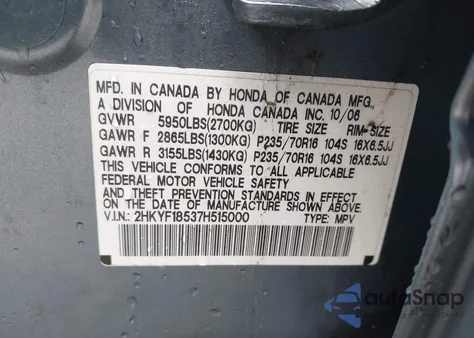 MFD. IN CANADA BY HONDA OF CANADA MFG.,
A DIVISION OF HONDA CANADA INC. 10/06
GVWR 5950LBS(2700KG) TIRE SIZE RIM-SIZE
GAWR F 2865LBS(1300KG) P235/70R16 104S 16X6.5JJ
GAWR R 3155LBS(1430KG) P235/70R16 104S 16X6.5JJ
THIS VEHICLE CONFORMS TO ALL APPLICABLE
FEDERAL MOTOR VEHICLE SAFETY
AND THEFT PREVENTION STANDARDS IN EFFECT
ON THE DATE OF MANUFACTURE SHOWN ABOVE.
V.I.N.: 2HKYF18537H515000 TYPE: MPV
autoSnap